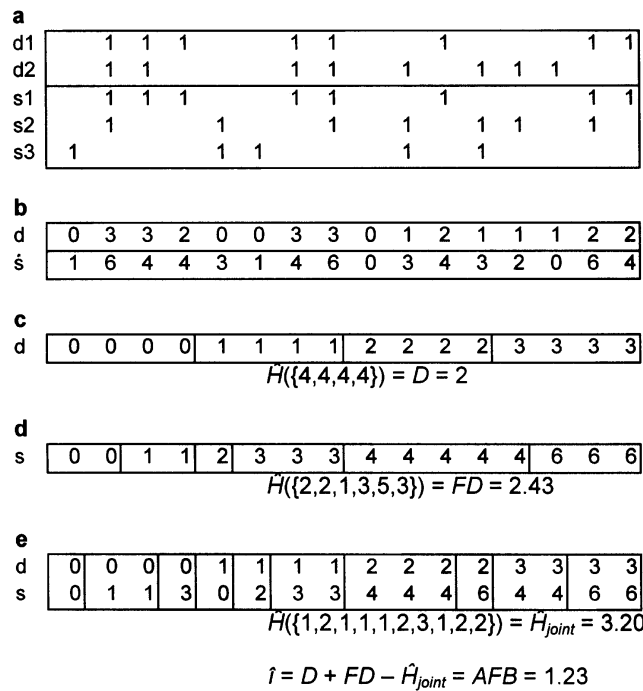 a
d1 1 1 1 1 1 1 1 1
d2 1 1 1 1 1 1 1 1
s1 1 1 1 1 1 1 1 1
s2 1 1 1 1 1 1 1
s3 1 1 1 1 1
b
d 0 3 3 2 0 0 3 3 0 1 2 1 1 1 2 2
ṡ 1 6 4 4 3 1 4 6 0 3 4 3 2 0 6 4
c
d 0 0 0 0 1 1 1 1 2 2 2 2 3 3 3 3
Ĥ({4,4,4,4}) = D = 2
d
s 0 0 1 1 2 3 3 3 4 4 4 4 4 6 6 6
Ĥ({2,2,1,3,5,3}) = FD = 2.43
e
d 0 0 0 0 1 1 1 1 2 2 2 2 3 3 3 3
s 0 1 1 3 0 2 3 3 4 4 4 6 4 4 6 6
Ĥ({1,2,1,1,1,2,3,1,2,2}) = Ĥjoint = 3.20
î = D + FD – Ĥjoint = AFB = 1.23